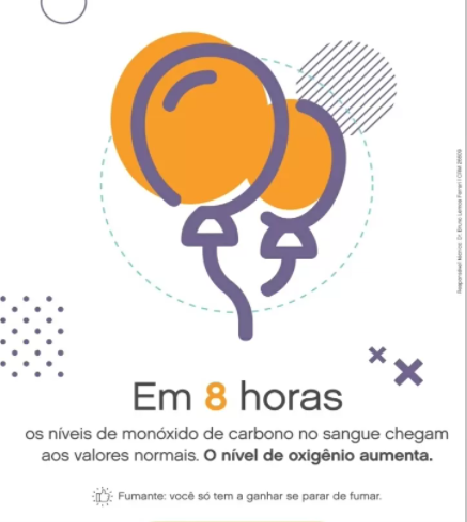 Em 8 horas
os níveis de monóxido de carbono no sangue chegam
aos valores normais. O nível de oxigênio aumenta.
Fumante: você só tem a ganhar se parar de fumar.